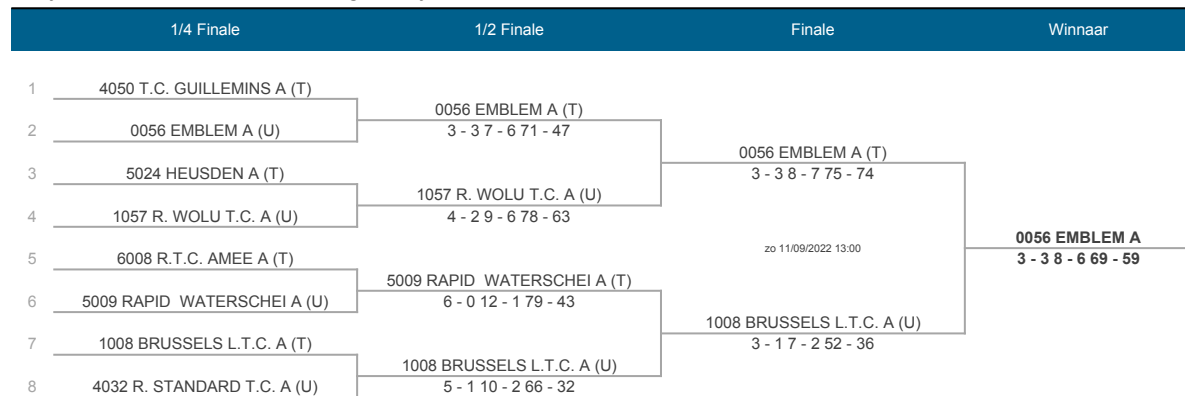 1/4 Finale 1/2 Finale Finale Winnaar
1 4050 T.C. GUILLEMINS A (T)
0056 EMBLEM A (T)
2 0056 EMBLEM A (U) 3 - 3 7 - 6 71 - 47
0056 EMBLEM A (T)
3 5024 HEUSDEN A (T) 3 - 3 8 - 7 75 - 74
1057 R. WOLU T.C. A (U)
4 1057 R. WOLU T.C. A (U) 4 - 2 9 - 6 78 - 63
0056 EMBLEM A
zo 11/09/2022 13:00
5 6008 R.T.C. AMEE A (T) 3 - 3 8 - 6 69 - 59
5009 RAPID WATERSCHEI A (T)
6 5009 RAPID WATERSCHEI A (U) 6 - 0 12 - 1 79 - 43
1008 BRUSSELS L.T.C. A (U)
7 1008 BRUSSELS L.T.C. A (T) 3 - 1 7 - 2 52 - 36
1008 BRUSSELS L.T.C. A (U)
8 4032 R. STANDARD T.C. A (U) 5 - 1 10 - 2 66 - 32